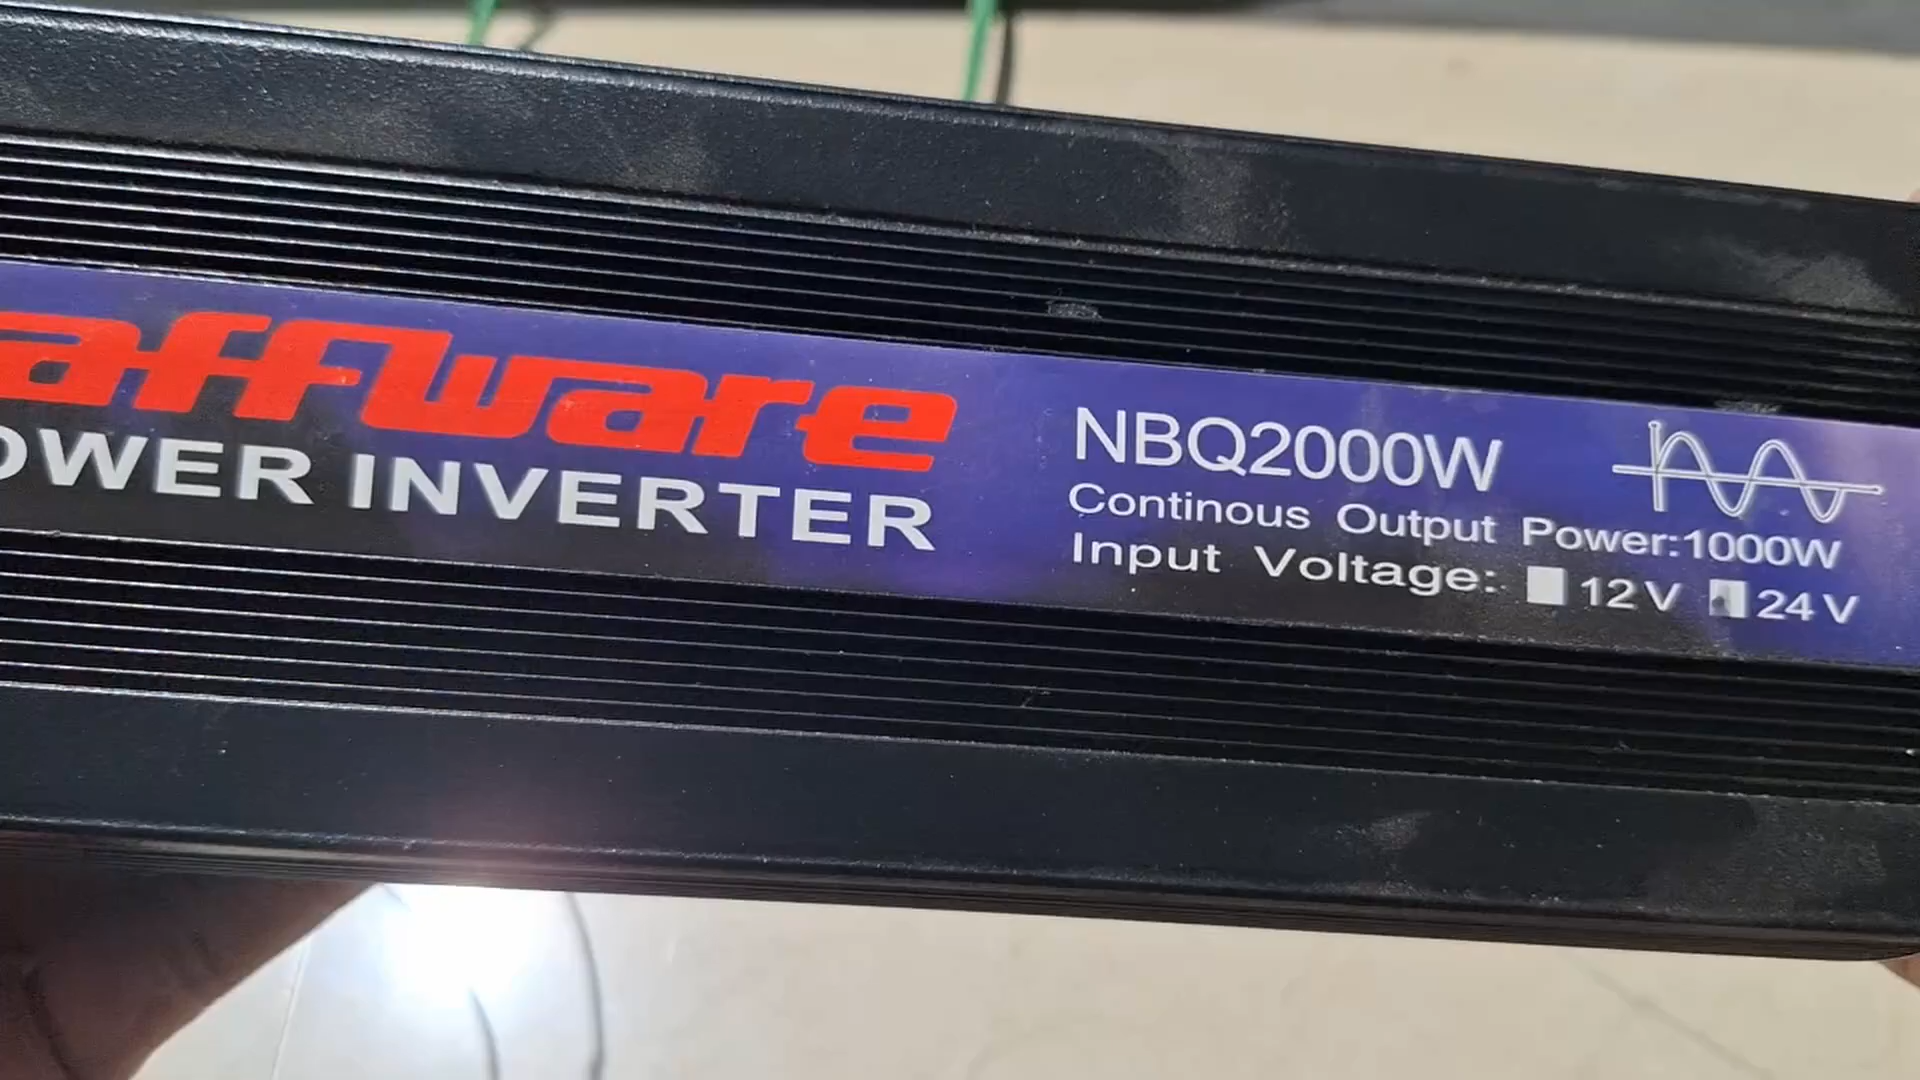 affware
OWER INVERTER
NBQ2000W
Continous Output Power:1000W
Input Voltage: 12V 24V